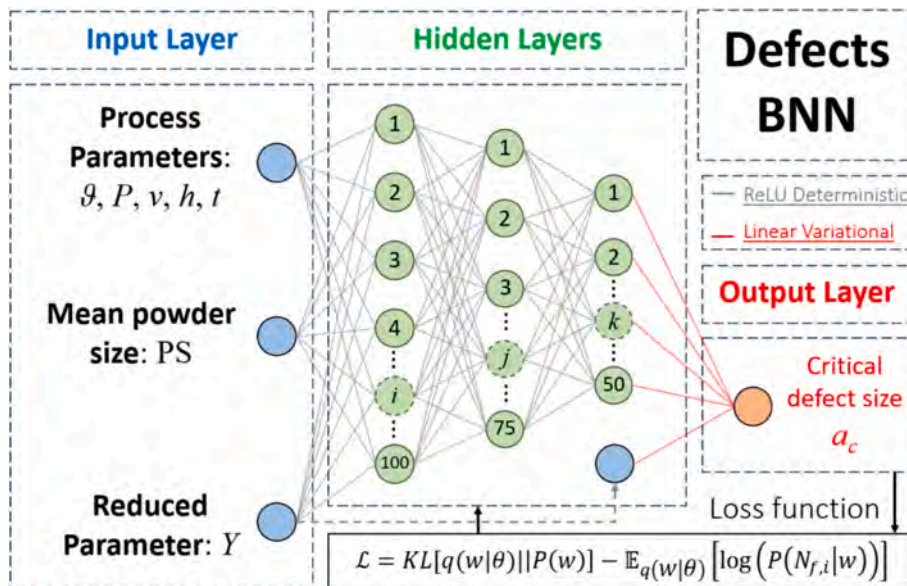 Input Layer
Hidden Layers
Defects
BNN
Process
Parameters:
ϑ, P, v, h, t
Mean powder
size: PS
Reduced
Parameter: Y
1
2
3
4
i
100
1
2
3
j
75
1
2
k
50
ReLU Deterministic
Linear Variational
Output Layer
Critical
defect size
a_c
Loss function
ℒ = KL[q(w|θ)||P(w)] − 𝔼_{q(w|θ)}[log(P(N_{f,i}|w))]